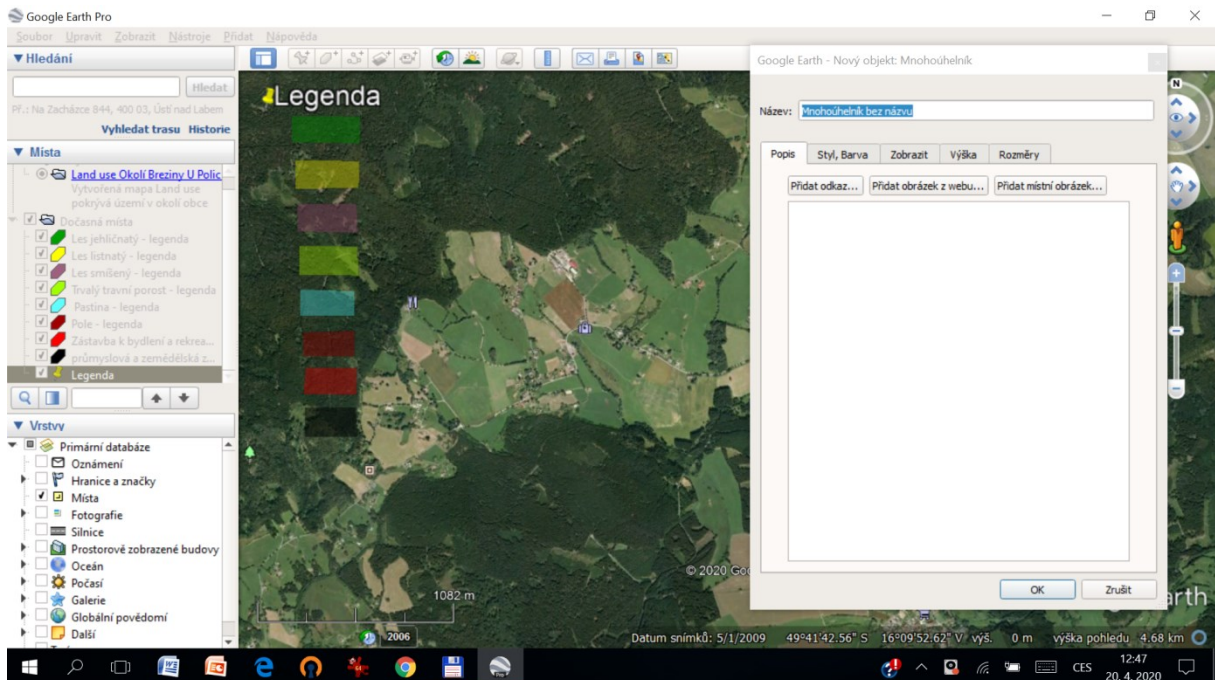 Google Earth Pro
Soubor Upravit Zobrazit Nástroje Přidat Nápověda
▼ Hledání
Hledat
Př.: Na Zacházce 844, 400 03, Ústí nad Labem
Vyhledat trasu Historie
▼ Místa
Land use Okolí Breziny U Polic
Vytvořená mapa Land use
pokrývá území v okolí obce
Dočasná místa
Les jehličnatý - legenda
Les listnatý - legenda
Les smíšený - legenda
Trvalý travní porost - legenda
Pastina - legenda
Pole - legenda
Zástavba k bydlení a rekrea...
průmyslová a zemědělská z...
Legenda
▼ Vrstvy
Primární databáze
Oznámení
Hranice a značky
Místa
Fotografie
Silnice
Prostorově zobrazené budovy
Oceán
Počasí
Galerie
Globální povědomí
Další
Legenda
1082 m
2006
© 2020 Goo
Datum snímků: 5/1/2009 49°41'42.56" S 16°09'52.62" V výš. 0 m výška pohledu 4.68 km
Google Earth - Nový objekt: Mnohoúhelník
Název: Mnohoúhelník bez názvu
Popis Styl, Barva Zobrazit Výška Rozměry
Přidat odkaz... Přidat obrázek z webu... Přidat místní obrázek...
OK Zrušit
arth
N
CES
12:47
20. 4. 2020